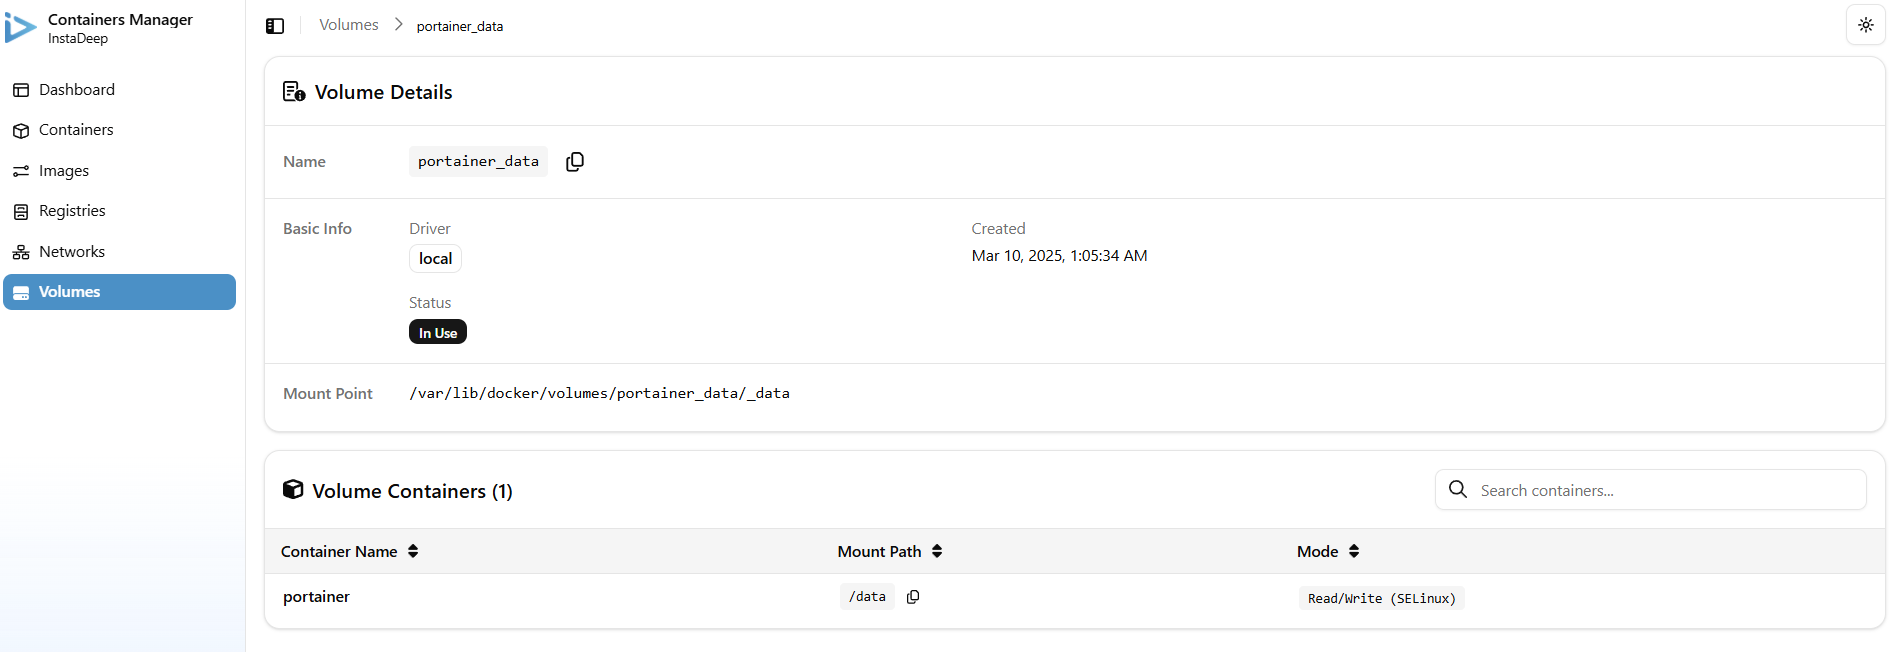 Containers Manager
InstaDeep
Dashboard
Containers
Images
Registries
Networks
Volumes
Volumes > portainer_data
Volume Details
Name portainer_data
Basic Info Driver Created
local Mar 10, 2025, 1:05:34 AM
Status
In Use
Mount Point /var/lib/docker/volumes/portainer_data/_data
Volume Containers (1) Search containers...
Container Name Mount Path Mode
portainer /data Read/Write (SELinux)